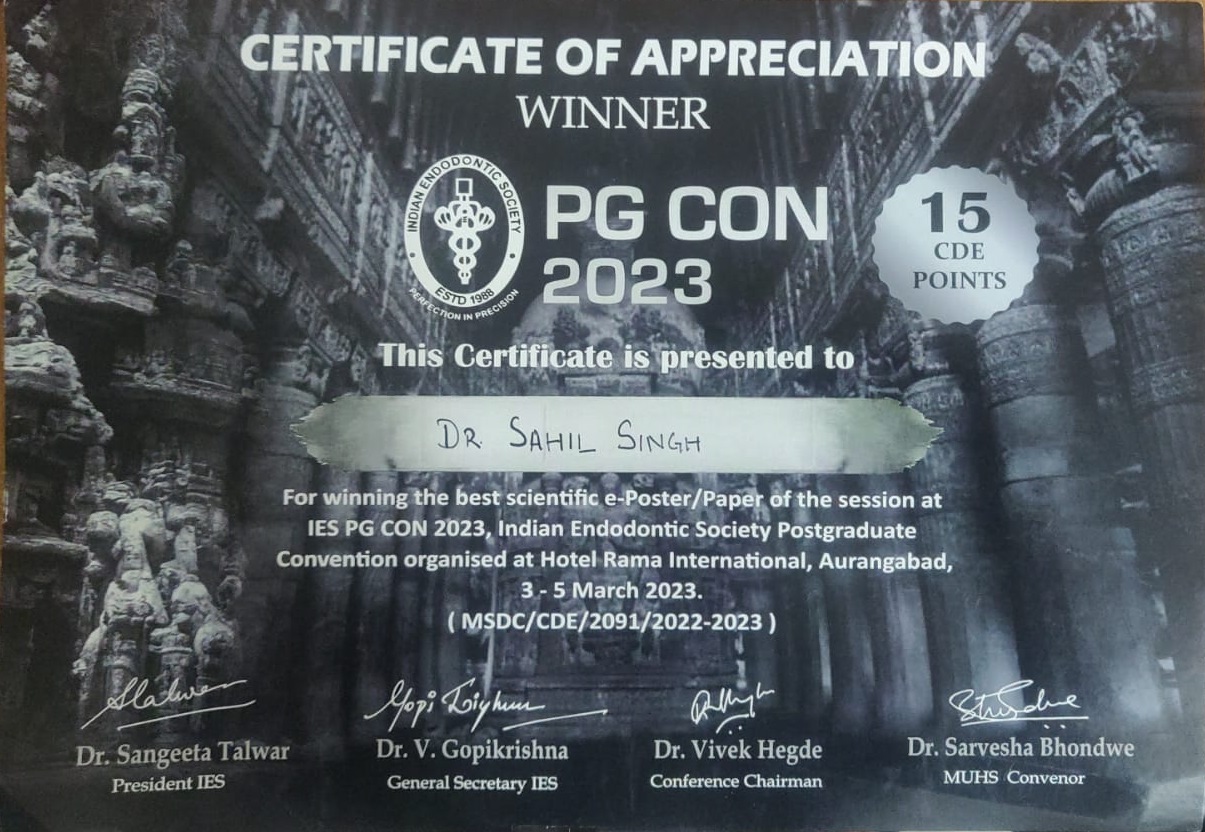 CERTIFICATE OF APPRECIATION
WINNER
INDIAN ENDODONTIC SOCIETY
ESTD 1988
PERFECTION IN PRECISION
PG CON
2023
15
CDE
POINTS
This Certificate is presented to
DR. SAHIL SINGH
For winning the best scientific e-Poster/Paper of the session at
IES PG CON 2023, Indian Endodontic Society Postgraduate
Convention organised at Hotel Rama International, Aurangabad,
3 - 5 March 2023.
( MSDC/CDE/2091/2022-2023 )
Dr. Sangeeta Talwar
President IES
Dr. V. Gopikrishna
General Secretary IES
Dr. Vivek Hegde
Conference Chairman
Dr. Sarvesha Bhondwe
MUHS Convenor